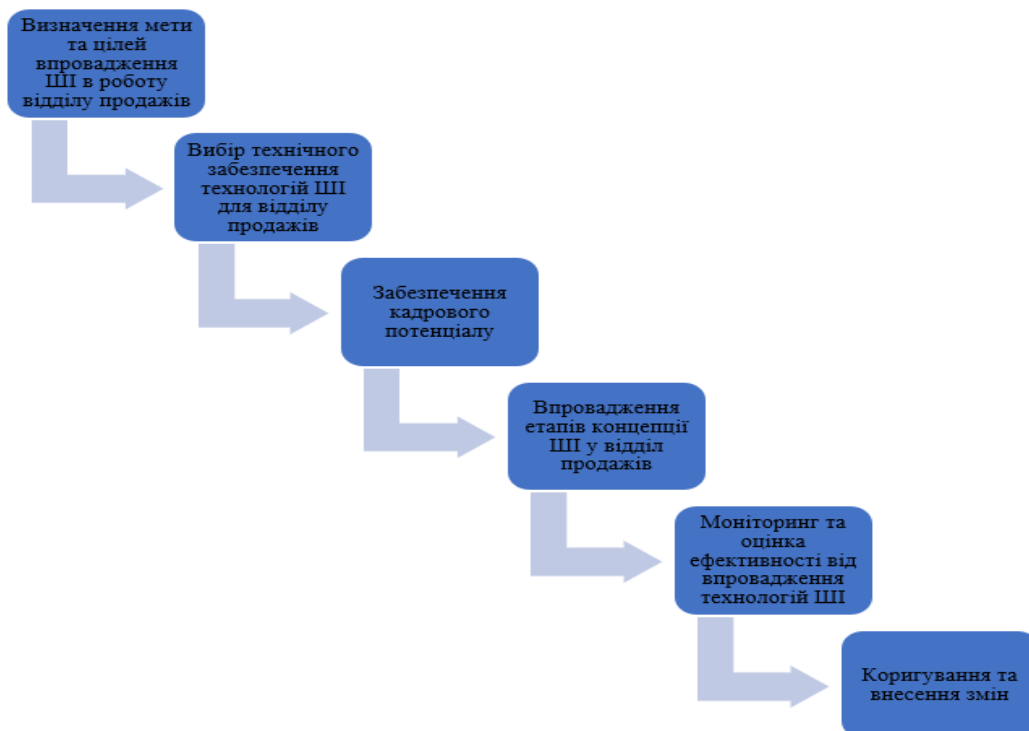 Визначення мети
та цілей
впровадження
ШІ в роботу
відділу продажів
Вибір технічного
забезпечення
технологій ШІ
для відділу
продажів
Забезпечення
кадрового
потенціалу
Впровадження
етапів концепції
ШІ у відділ
продажів
Моніторинг та
оцінка
ефективності від
впровадження
технологій ШІ
Коригування та
внесення змін